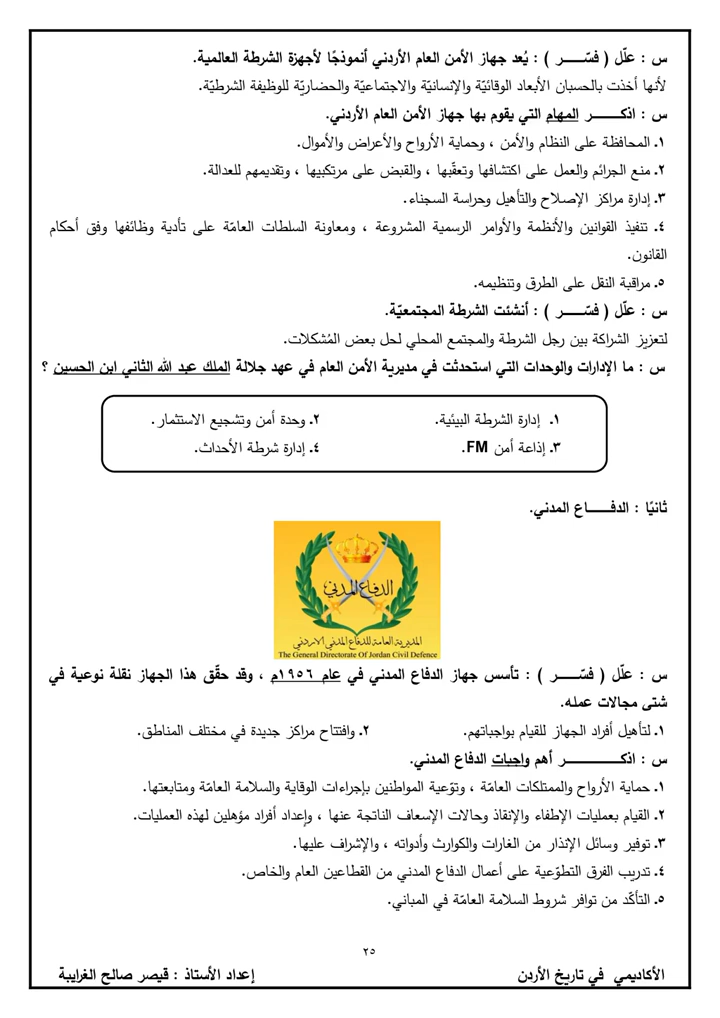 س : علّل ( فسّــــــر ) : يُعد جهاز الأمن العام الأردني أنموذجًا لأجهزة الشرطة العالمية.
لأنها أخذت بالحسبان الأبعاد الوقائيّة والإنسانيّة والاجتماعيّة والحضاريّة للوظيفة الشرطيّة.
س : اذكــــــــر المهام التي يقوم بها جهاز الأمن العام الأردني.
١. المحافظة على النظام والأمن ، وحماية الأرواح والأعراض والأموال.
٢. منع الجرائم والعمل على اكتشافها وتعقّبها ، والقبض على مرتكبيها ، وتقديمهم للعدالة.
٣. إدارة مراكز الإصلاح والتأهيل وحراسة السجناء.
٤. تنفيذ القوانين والأنظمة والأوامر الرسمية المشروعة ، ومعاونة السلطات العامّة على تأدية وظائفها وفق أحكام
القانون.
٥. مراقبة النقل على الطرق وتنظيمه.
س : علّل ( فسّــــــر ) : أنشئت الشرطة المجتمعيّة.
لتعزيز الشراكة بين رجل الشرطة والمجتمع المحلي لحل بعض المُشكلات.
س : ما الإدارات والوحدات التي استحدثت في مديرية الأمن العام في عهد جلالة الملك عبد الله الثاني ابن الحسين ؟
١. إدارة الشرطة البيئية. ٢. وحدة أمن وتشجيع الاستثمار.
٣. إذاعة أمن FM. ٤. إدارة شرطة الأحداث.
ثانيًا : الدفــــــاع المدني.
الدفاع المدني
المديرية العامة للدفاع المدني الاردني
The General Directorate Of Jordan Civil Defence
س : علّل ( فسّــــــر ) : تأسس جهاز الدفاع المدني في عام ١٩٥٦م ، وقد حقّق هذا الجهاز نقلة نوعية في
شتى مجالات عمله.
١. لتأهيل أفراد الجهاز للقيام بواجباتهم. ٢. وافتتاح مراكز جديدة في مختلف المناطق.
س : اذكـــــــــــــر أهم واجبات الدفاع المدني.
١. حماية الأرواح والممتلكات العامّة ، وتوّعية المواطنين بإجراءات الوقاية والسلامة العامّة ومتابعتها.
٢. القيام بعمليات الإطفاء والإنقاذ وحالات الإسعاف الناتجة عنها ، وإعداد أفراد مؤهلين لهذه العمليات.
٣. توفير وسائل الإنذار من الغارات والكوارث وأدواته ، والإشراف عليها.
٤. تدريب الفرق التطوّعية على أعمال الدفاع المدني من القطاعين العام والخاص.
٥. التأكّد من توافر شروط السلامة العامّة في المباني.
٢٥
الأكاديمي في تاريخ الأردن إعداد الأستاذ : قيصر صالح الغرايبة